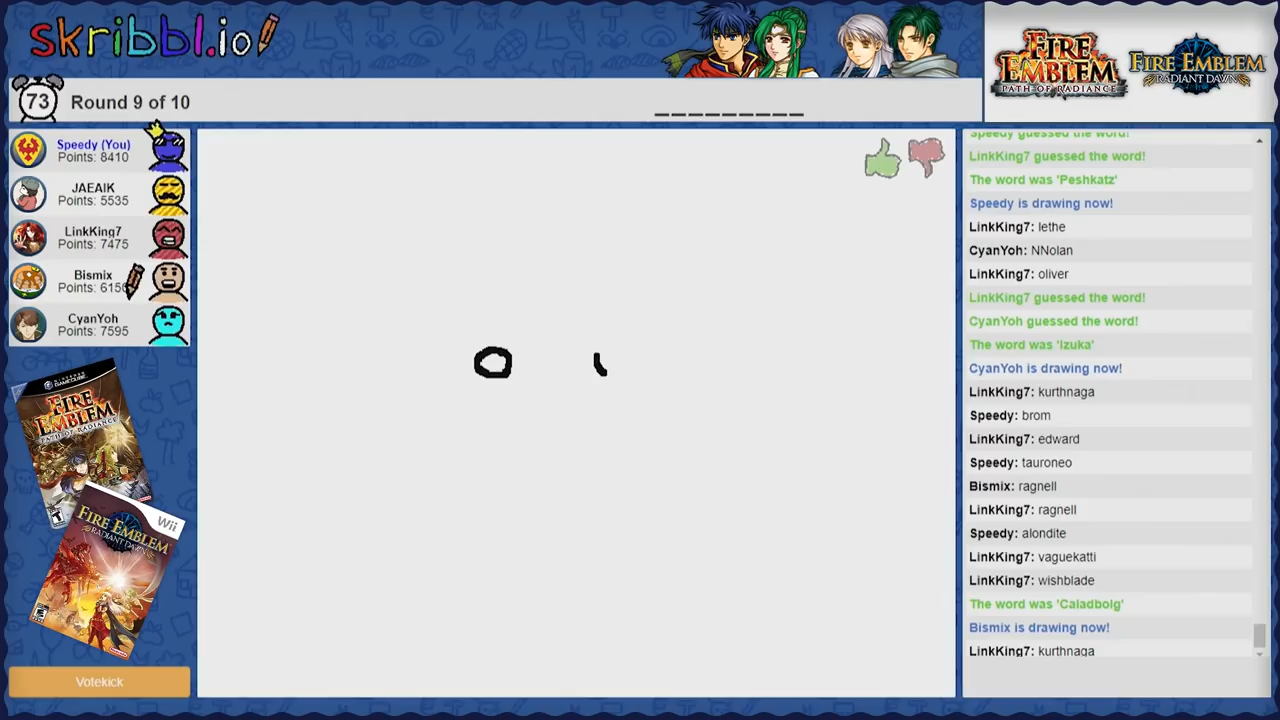 skribbl.io
FIRE EMBLEM
PATH OF RADIANCE
FIRE EMBLEM
RADIANT DAWN
73
Round 9 of 10
_ _ _ _ _ _ _ _ _
Speedy (You)
Points: 8410
JAEAIK
Points: 5535
LinkKing7
Points: 7475
Bismix
Points: 615
CyanYoh
Points: 7595
NINTENDO GAMECUBE
FIRE EMBLEM
PATH OF RADIANCE
T
Wii
FIRE EMBLEM
RADIANT DAWN
Votekick
Speedy guessed the word!
LinkKing7 guessed the word!
The word was 'Peshkatz'
Speedy is drawing now!
LinkKing7: lethe
CyanYoh: NNolan
LinkKing7: oliver
LinkKing7 guessed the word!
CyanYoh guessed the word!
The word was 'Izuka'
CyanYoh is drawing now!
LinkKing7: kurthnaga
Speedy: brom
LinkKing7: edward
Speedy: tauroneo
Bismix: ragnell
LinkKing7: ragnell
Speedy: alondite
LinkKing7: vaguekatti
LinkKing7: wishblade
The word was 'Caladbolg'
Bismix is drawing now!
LinkKing7: kurthnaga